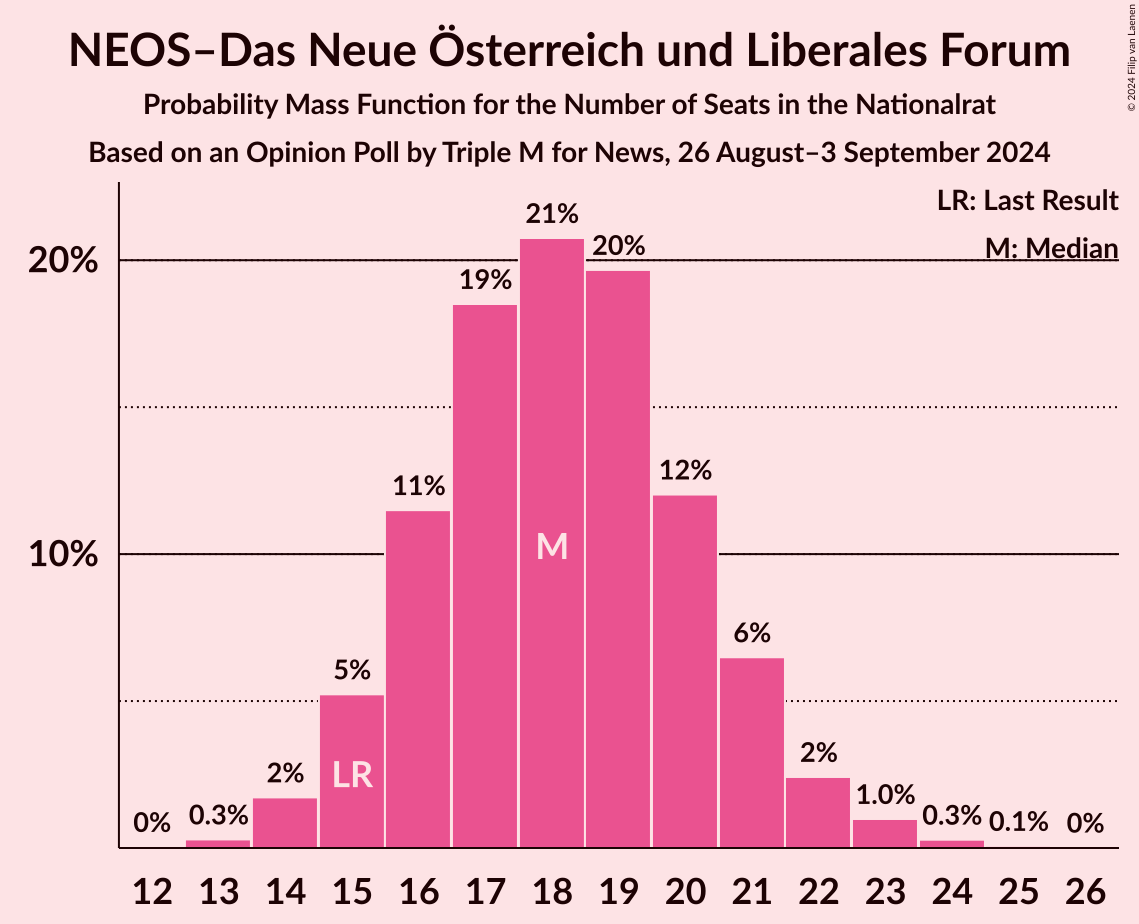 NEOS–Das Neue Österreich und Liberales Forum
Probability Mass Function for the Number of Seats in the Nationalrat
Based on an Opinion Poll by Triple M for News, 26 August–3 September 2024
© 2024 Filip van Laenen
LR: Last Result
M: Median
20%
10%
0%
0.3%
2%
5%
11%
19%
21%
20%
12%
6%
2%
1.0%
0.3%
0.1%
0%
LR
M
12 13 14 15 16 17 18 19 20 21 22 23 24 25 26